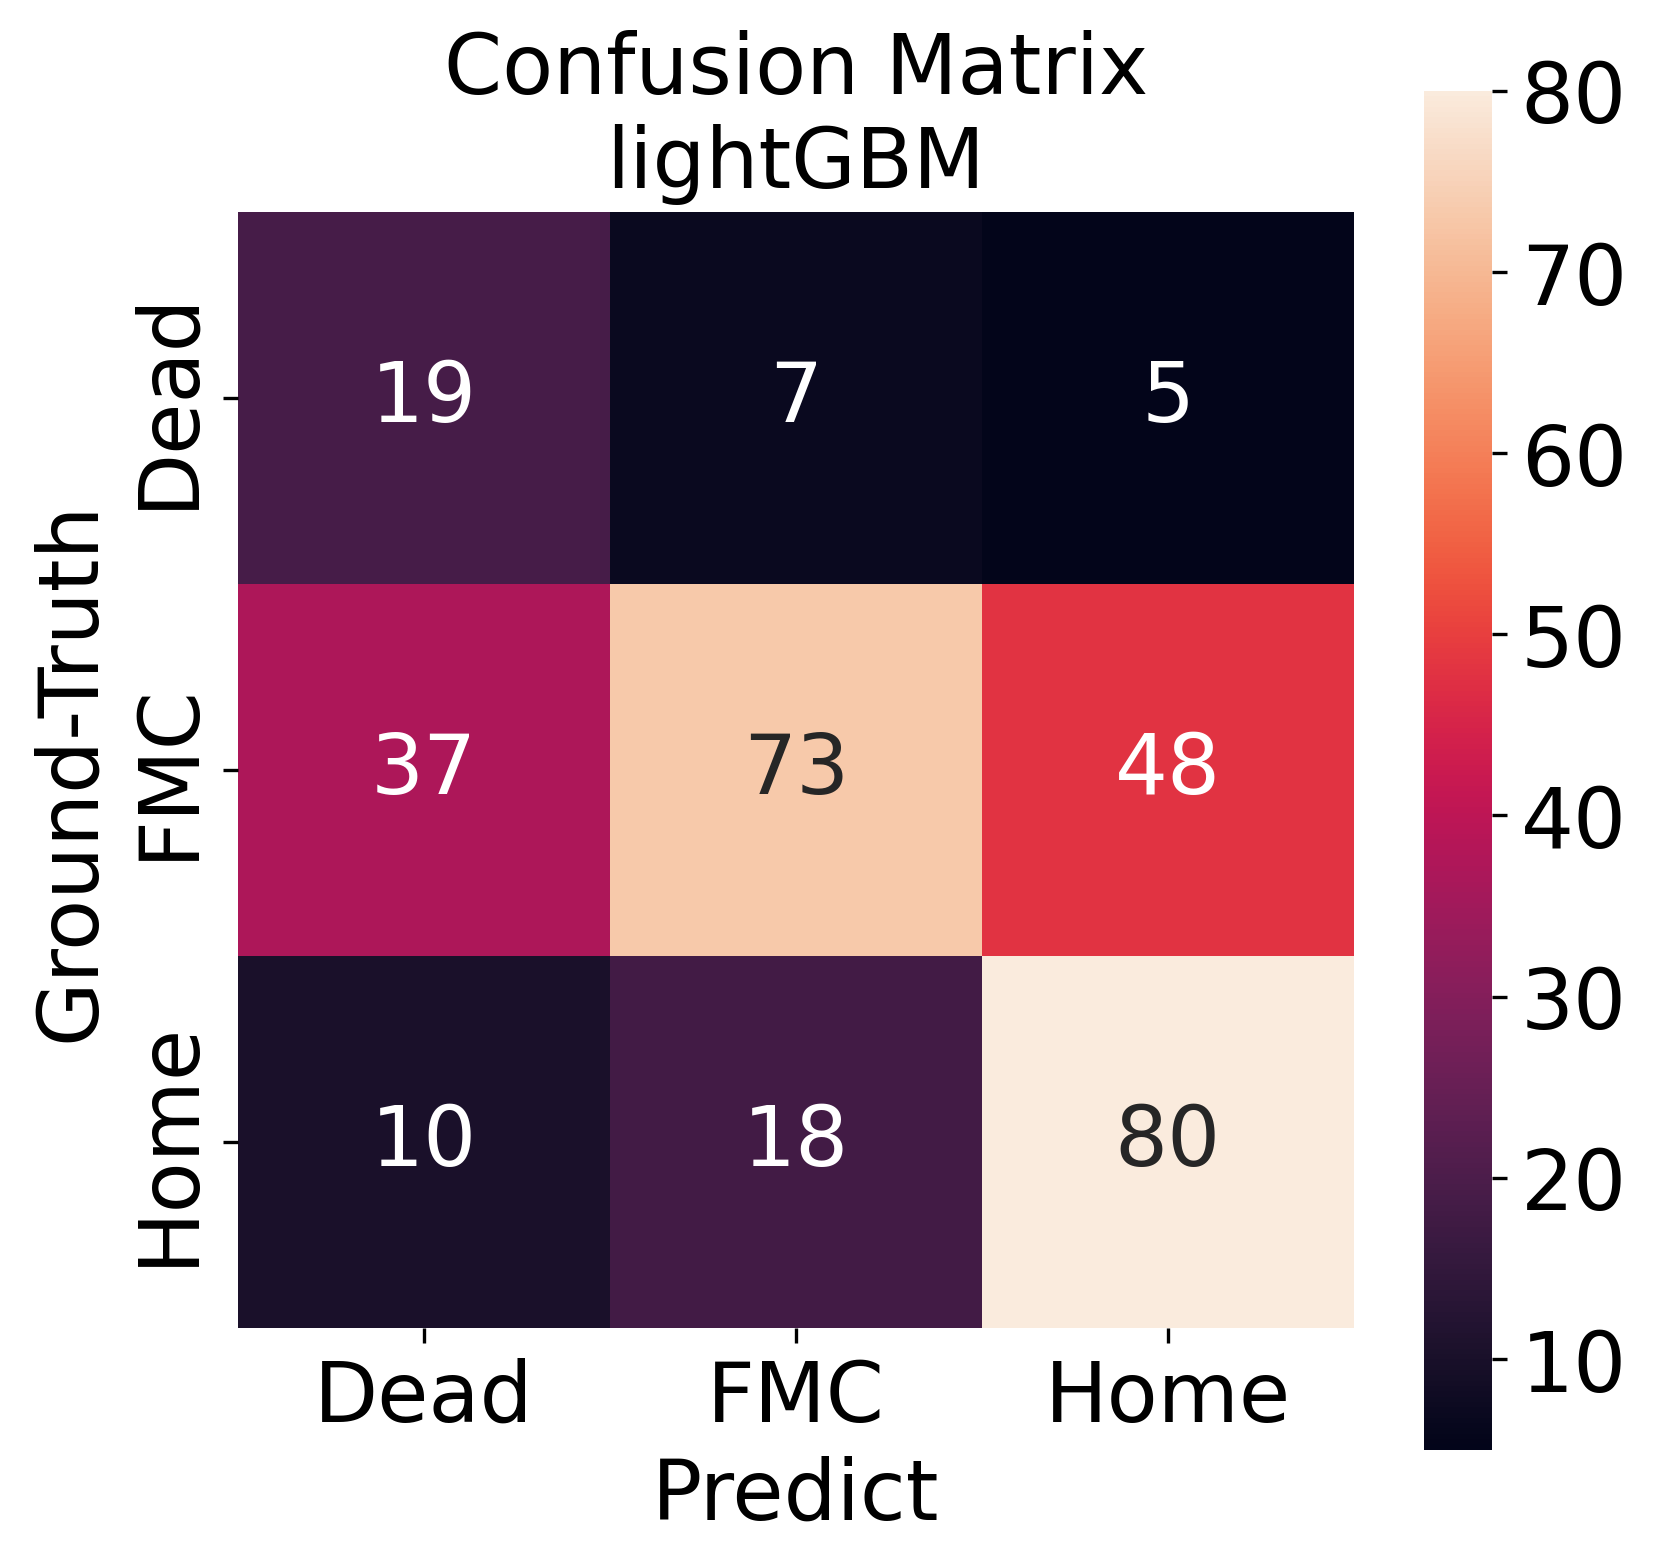 Confusion Matrix
lightGBM
Ground-Truth
Dead
19 7 5
FMC
37 73 48
Home
10 18 80
Dead FMC Home
Predict
80
70
60
50
40
30
20
10